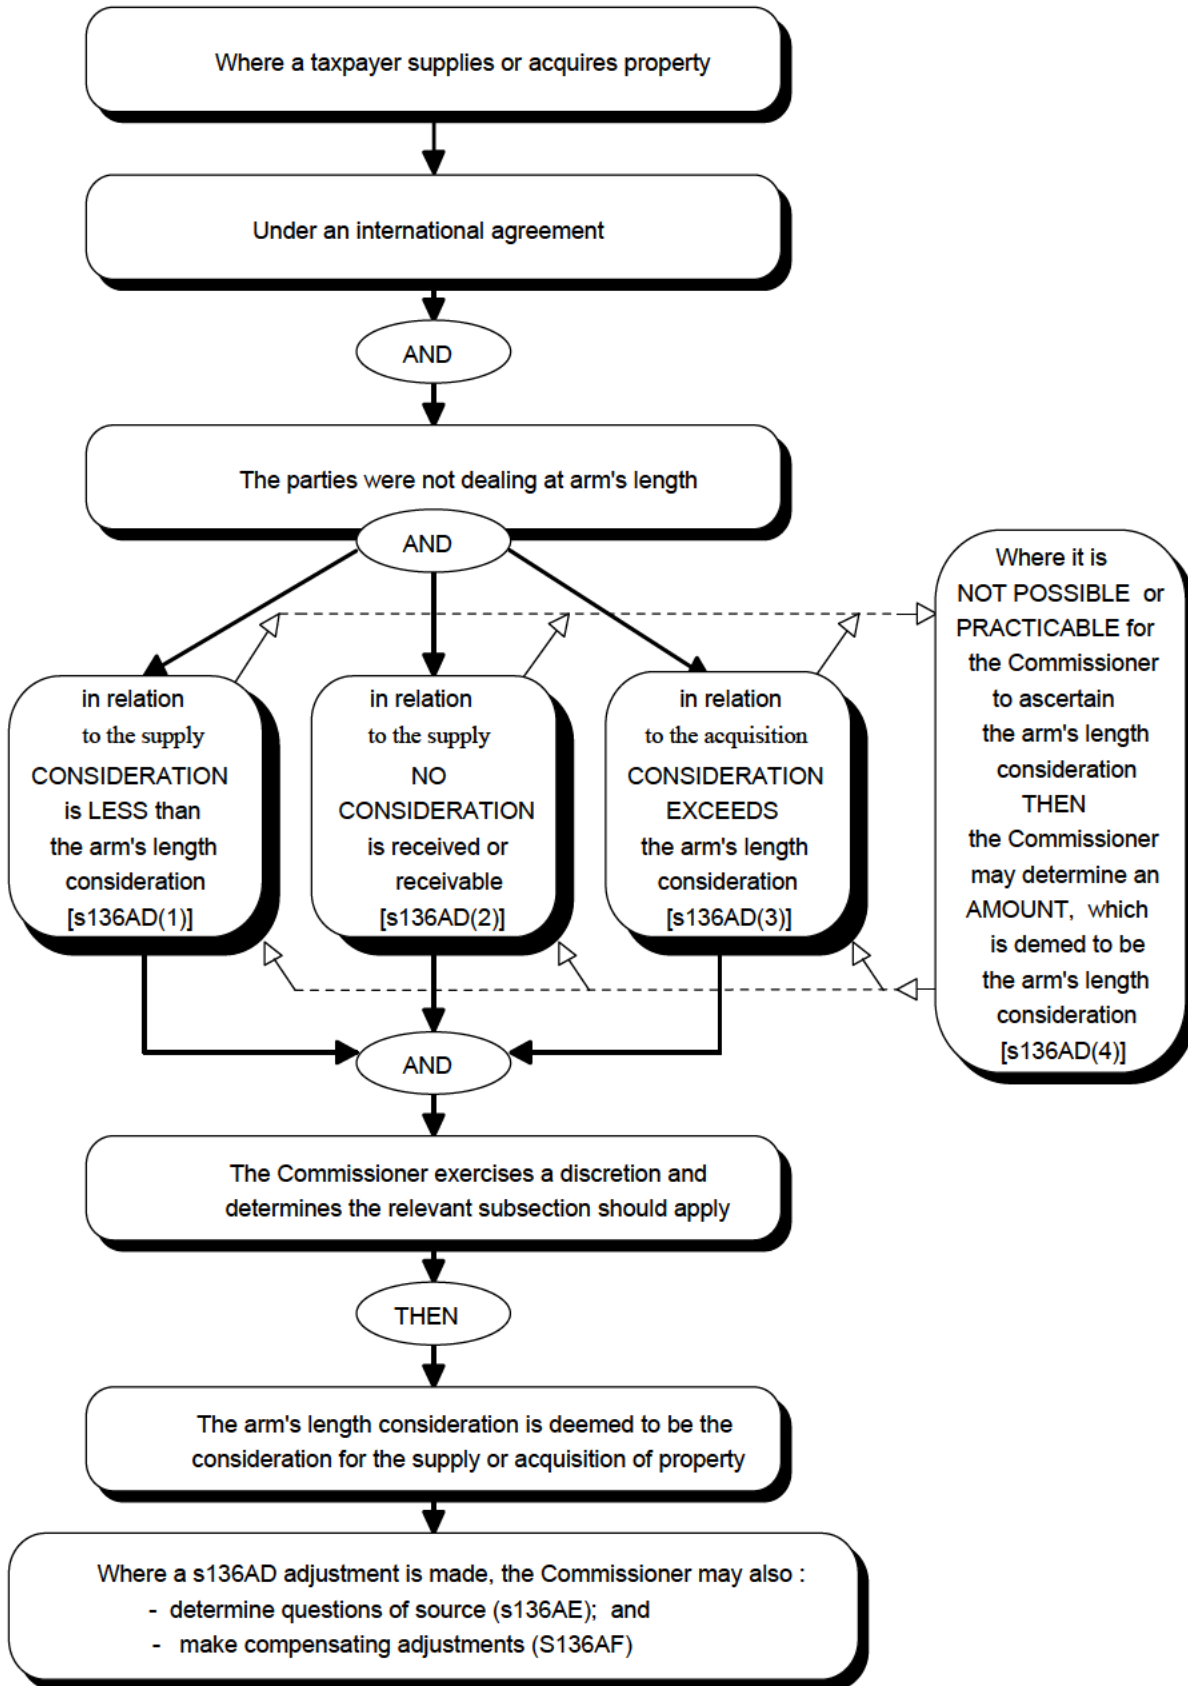 Where a taxpayer supplies or acquires property
Under an international agreement
AND
The parties were not dealing at arm's length
AND
in relation
to the supply
CONSIDERATION
is LESS than
the arm's length
consideration
[s136AD(1)]
in relation
to the supply
NO
CONSIDERATION
is received or
receivable
[s136AD(2)]
in relation
to the acquisition
CONSIDERATION
EXCEEDS
the arm's length
consideration
[s136AD(3)]
Where it is
NOT POSSIBLE or
PRACTICABLE for
the Commissioner
to ascertain
the arm's length
consideration
THEN
the Commissioner
may determine an
AMOUNT, which
is demed to be
the arm's length
consideration
[s136AD(4)]
AND
The Commissioner exercises a discretion and
determines the relevant subsection should apply
THEN
The arm's length consideration is deemed to be the
consideration for the supply or acquisition of property
Where a s136AD adjustment is made, the Commissioner may also :
- determine questions of source (s136AE); and
- make compensating adjustments (S136AF)